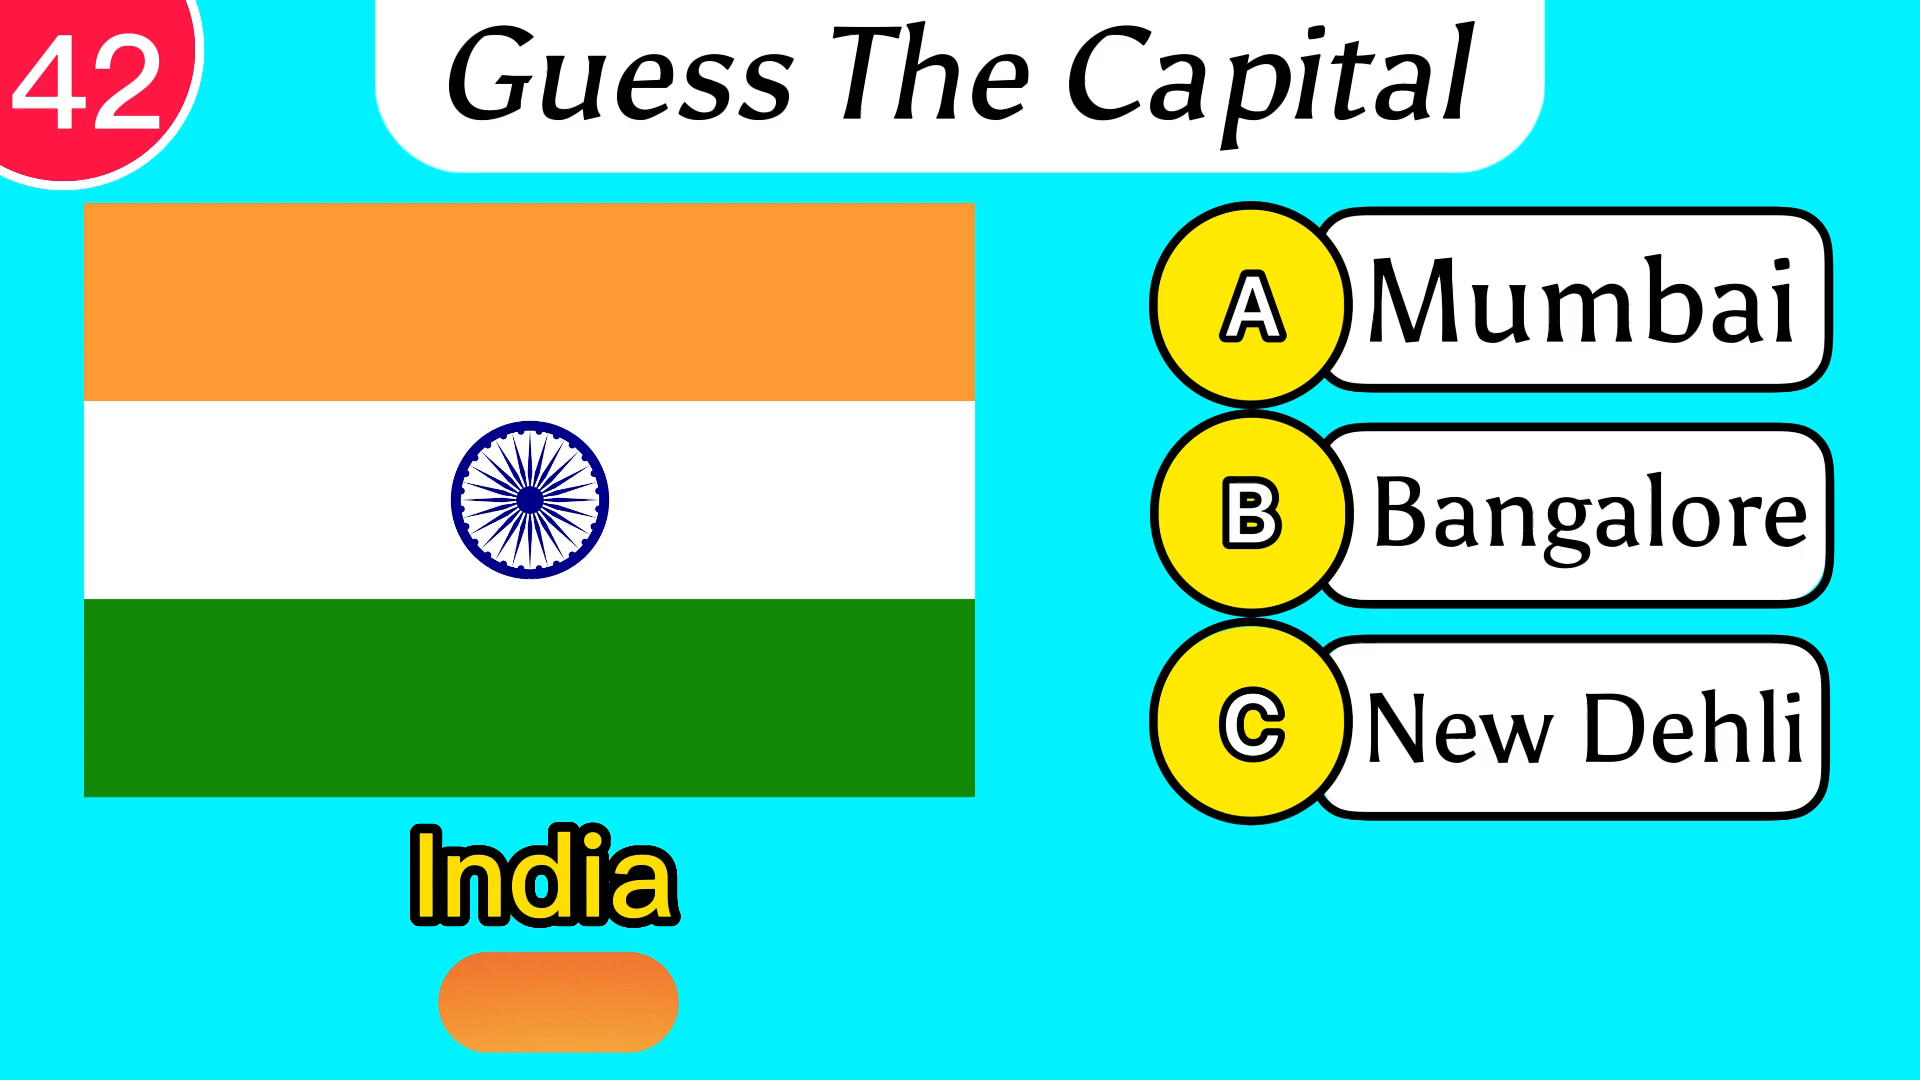 42
Guess The Capital
A Mumbai
B Bangalore
C New Dehli
India